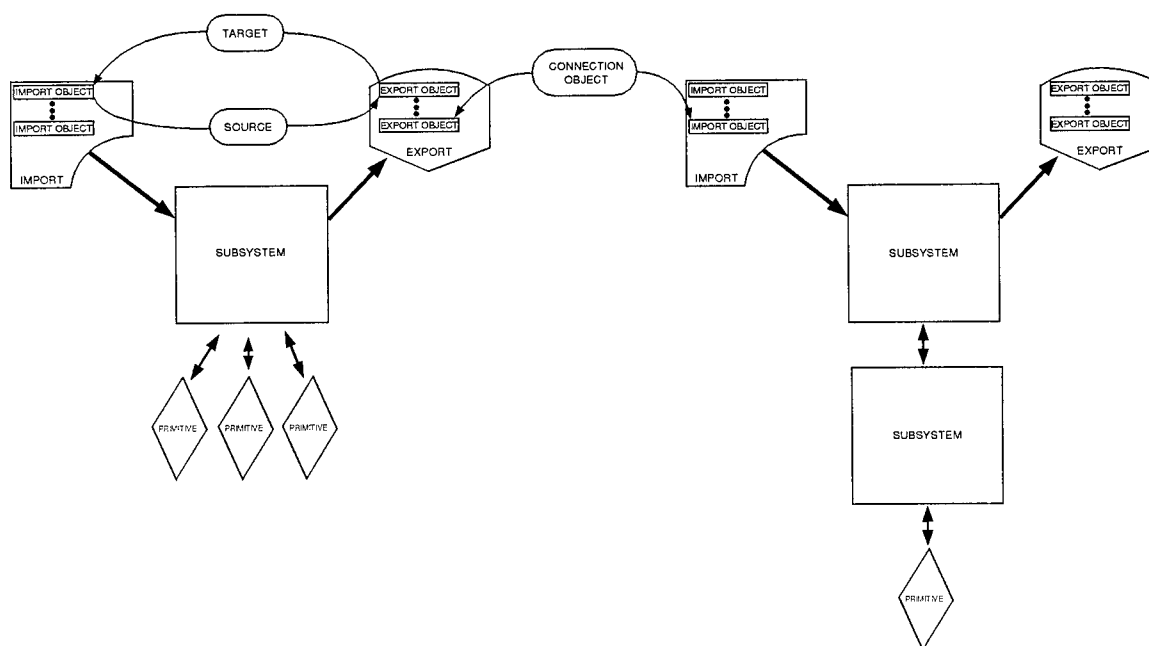 TARGET
CONNECTION
OBJECT
IMPORT OBJECT
IMPORT OBJECT
IMPORT
SOURCE
EXPORT OBJECT
EXPORT OBJECT
EXPORT
IMPORT OBJECT
IMPORT OBJECT
IMPORT
EXPORT OBJECT
EXPORT OBJECT
EXPORT
SUBSYSTEM
SUBSYSTEM
PRIMITIVE
PRIMITIVE
PRIMITIVE
SUBSYSTEM
PRIMITIVE